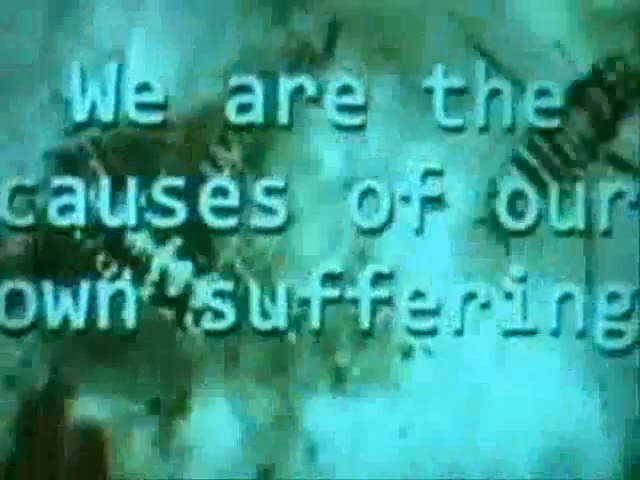 We are the
causes of our
own suffering